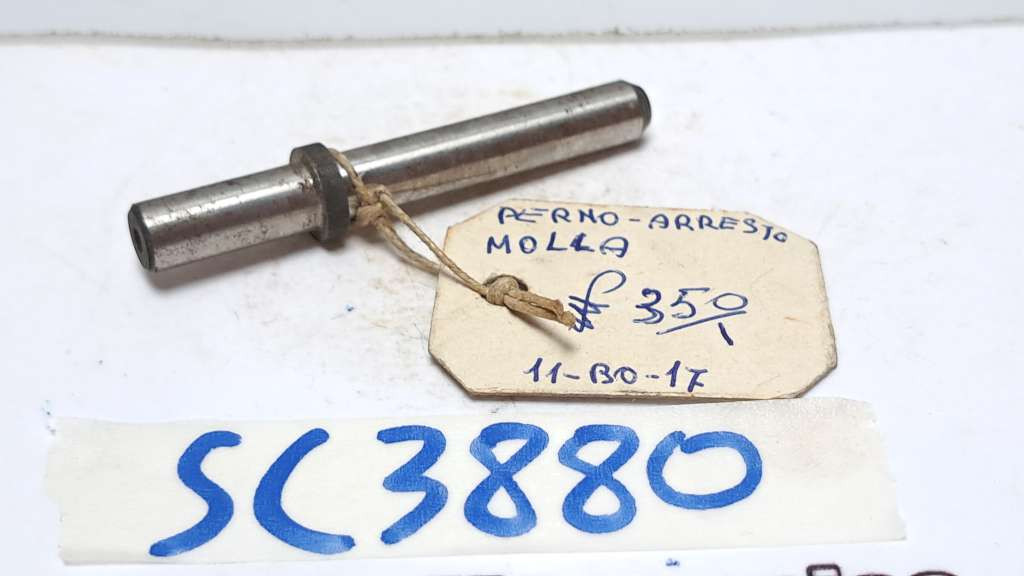 PERNO-ARRESTO
MOLLA
₤ 350
11-BO-17
SC3880